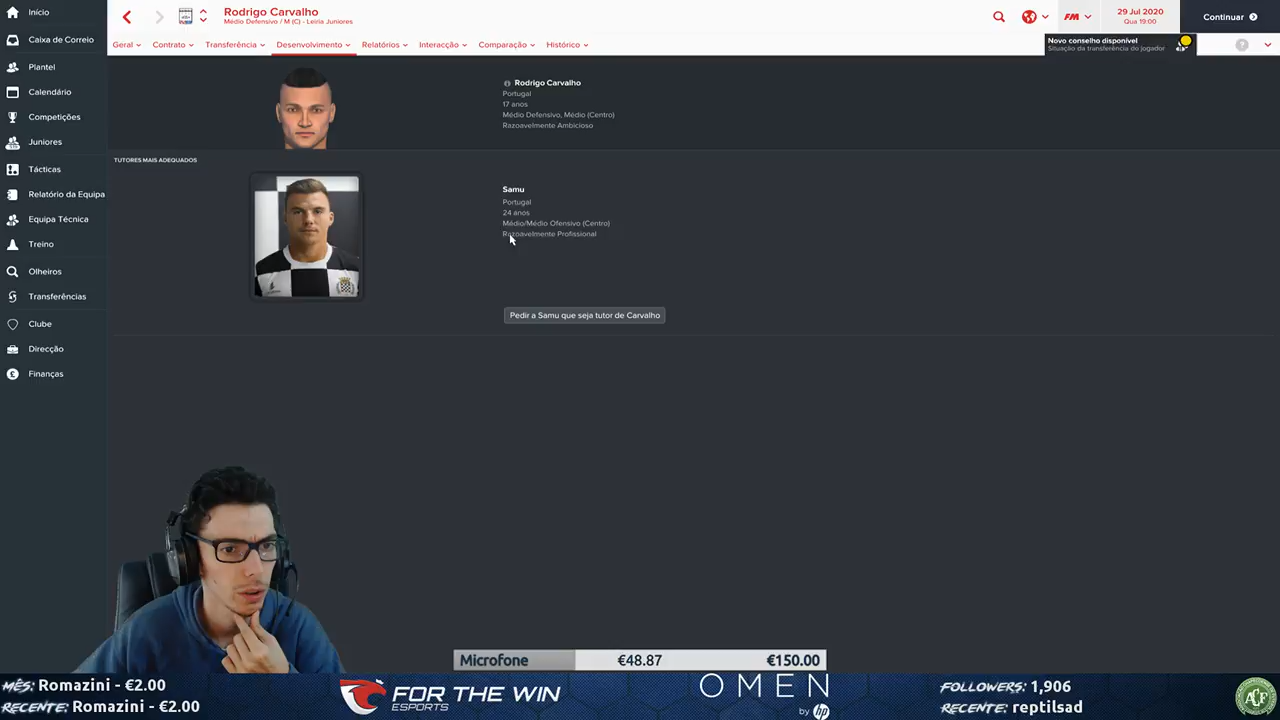 Início
Caixa de Correio
Plantel
Calendário
Competições
Juniores
Tácticas
Relatório da Equipa
Equipa Técnica
Treino
Olheiros
Transferências
Clube
Direcção
Finanças
Rodrigo Carvalho
Médio Defensivo / M (C) - Leiria Juniores
FM
29 Jul 2020
Qua 19:00
Continuar
Geral
Contrato
Transferência
Desenvolvimento
Relatórios
Interacção
Comparação
Histórico
Novo conselho disponível
Situação da transferência do jogador
Rodrigo Carvalho
Portugal
17 anos
Médio Defensivo, Médio (Centro)
Razoavelmente Ambicioso
TUTORES MAIS ADEQUADOS
Samu
Portugal
24 anos
Médio/Médio Ofensivo (Centro)
Razoavelmente Profissional
Pedir a Samu que seja tutor de Carvalho
Microfone €48.87 €150.00
MÊS: Romazini - €2.00
RECENTE: Romazini - €2.00
FOR THE WIN
ESPORTS
OMEN
by hp
FOLLOWERS: 1,906
RECENTE: reptilsad
ACF